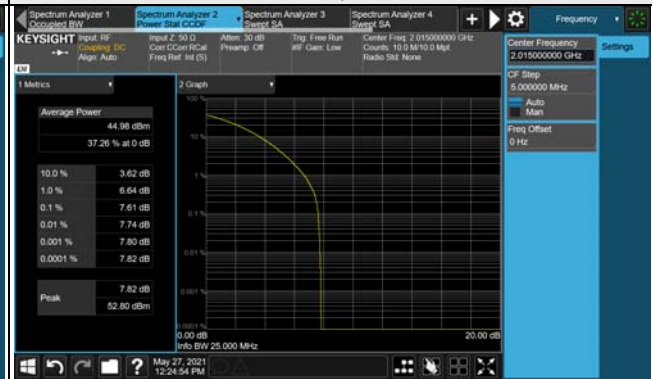 Spectrum Analyzer 1
Occupied BW
Spectrum Analyzer 2
Power Stat CCDF
Spectrum Analyzer 3
Swept SA
Spectrum Analyzer 4
Swept SA
Frequency
KEYSIGHT
Input: RF
Coupling: DC
Align: Auto
Input Z: 50 Ω
Corr CCorr RCal
Freq Ref: Int (S)
Atten: 30 dB
Preamp: Off
Trig: Free Run
#IF Gain: Low
Center Freq: 2.015000000 GHz
Counts: 10.0 M/10.0 Mpt
Radio Std: None
Center Frequency
2.015000000 GHz
Settings
CF Step
5.000000 MHz
Auto
Man
Freq Offset
0 Hz
1 Metrics
2 Graph
Average Power
44.98 dBm
37.26 % at 0 dB
10.0 % 3.62 dB
1.0 % 6.64 dB
0.1 % 7.61 dB
0.01 % 7.74 dB
0.001 % 7.80 dB
0.0001 % 7.82 dB
Peak
7.82 dB
52.80 dBm
100 %
10 %
1 %
0.1 %
0.01 %
0.001 %
0.0001 %
0.00 dB
20.00 dB
Info BW 25.000 MHz
May 27, 2021
12:24:54 PM